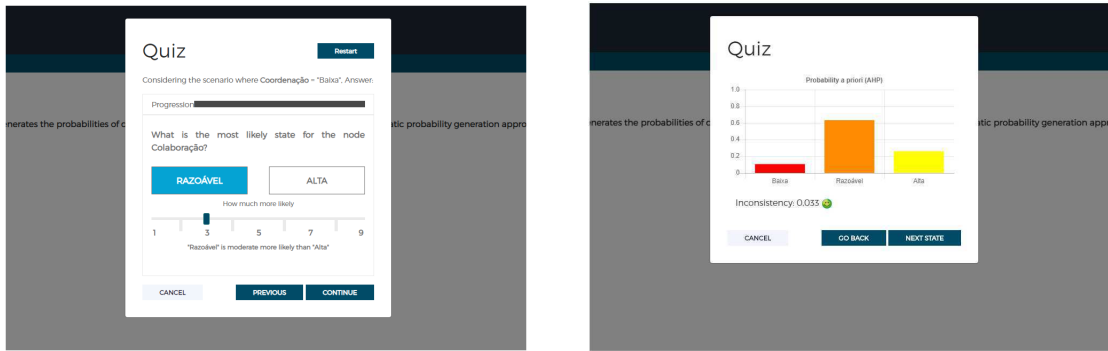 Quiz
Restart
Considering the scenario where Coordenação = "Baixa", Answer:
Progression
nerates the probabilities of c
atic probability generation appro
What is the most likely state for the node
Colaboração?
RAZOÁVEL
ALTA
How much more likely
1 3 5 7 9
"Razoável" is moderate more likely than "Alta"
CANCEL
PREVIOUS
CONTINUE
Quiz
Probability a priori (AHP)
1.0
0.8
0.6
0.4
0.2
0
Baixa Razoável Alta
nerates the probabilities of c
atic probability generation appr
Inconsistency: 0.033
CANCEL
GO BACK
NEXT STATE